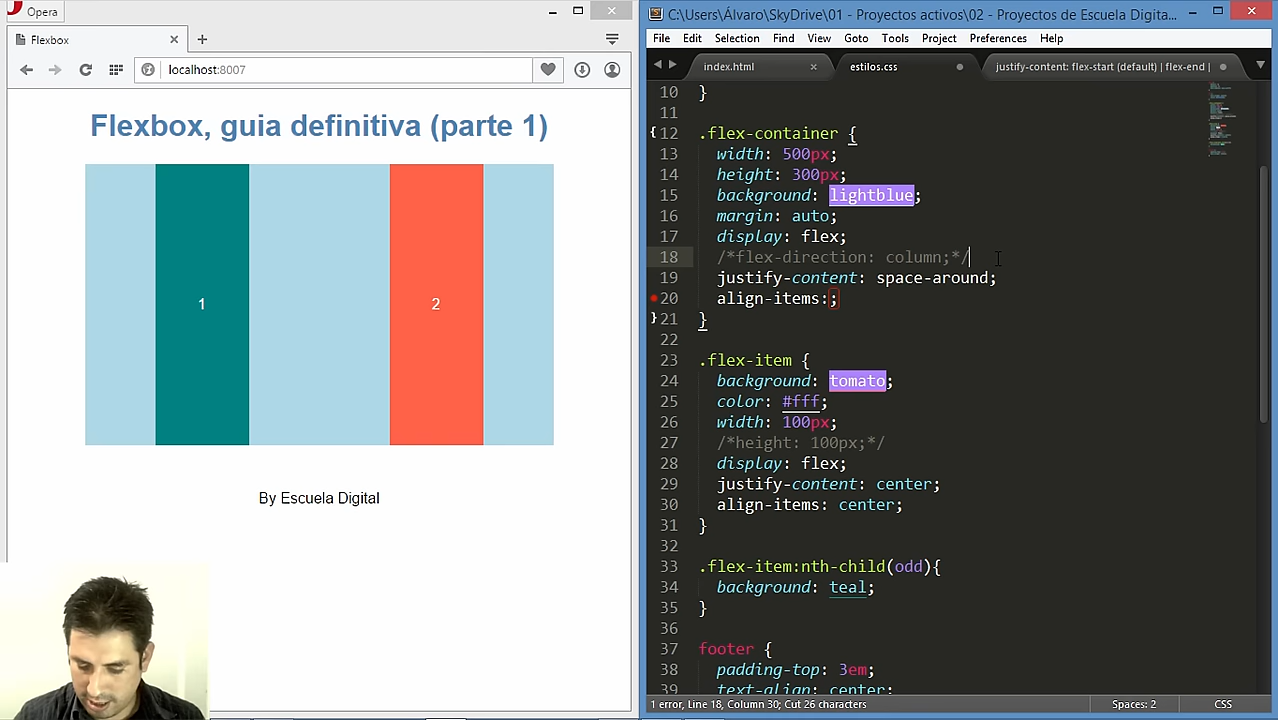 Opera
Flexbox
localhost:8007
Flexbox, guia definitiva (parte 1)
1
2
By Escuela Digital
C:\Users\Álvaro\SkyDrive\01 - Proyectos activos\02 - Proyectos de Escuela Digita...
File Edit Selection Find View Goto Tools Project Preferences Help
index.html
estilos.css
justify-content: flex-start (default) | flex-end |
10 }
11
12 .flex-container {
13 width: 500px;
14 height: 300px;
15 background: lightblue;
16 margin: auto;
17 display: flex;
18 /*flex-direction: column;*/
19 justify-content: space-around;
20 align-items:;
21 }
22
23 .flex-item {
24 background: tomato;
25 color: #fff;
26 width: 100px;
27 /*height: 100px;*/
28 display: flex;
29 justify-content: center;
30 align-items: center;
31 }
32
33 .flex-item:nth-child(odd){
34 background: teal;
35 }
36
37 footer {
38 padding-top: 3em;
39 text-align: center;
1 error, Line 18, Column 30; Cut 26 characters
Spaces: 2
CSS